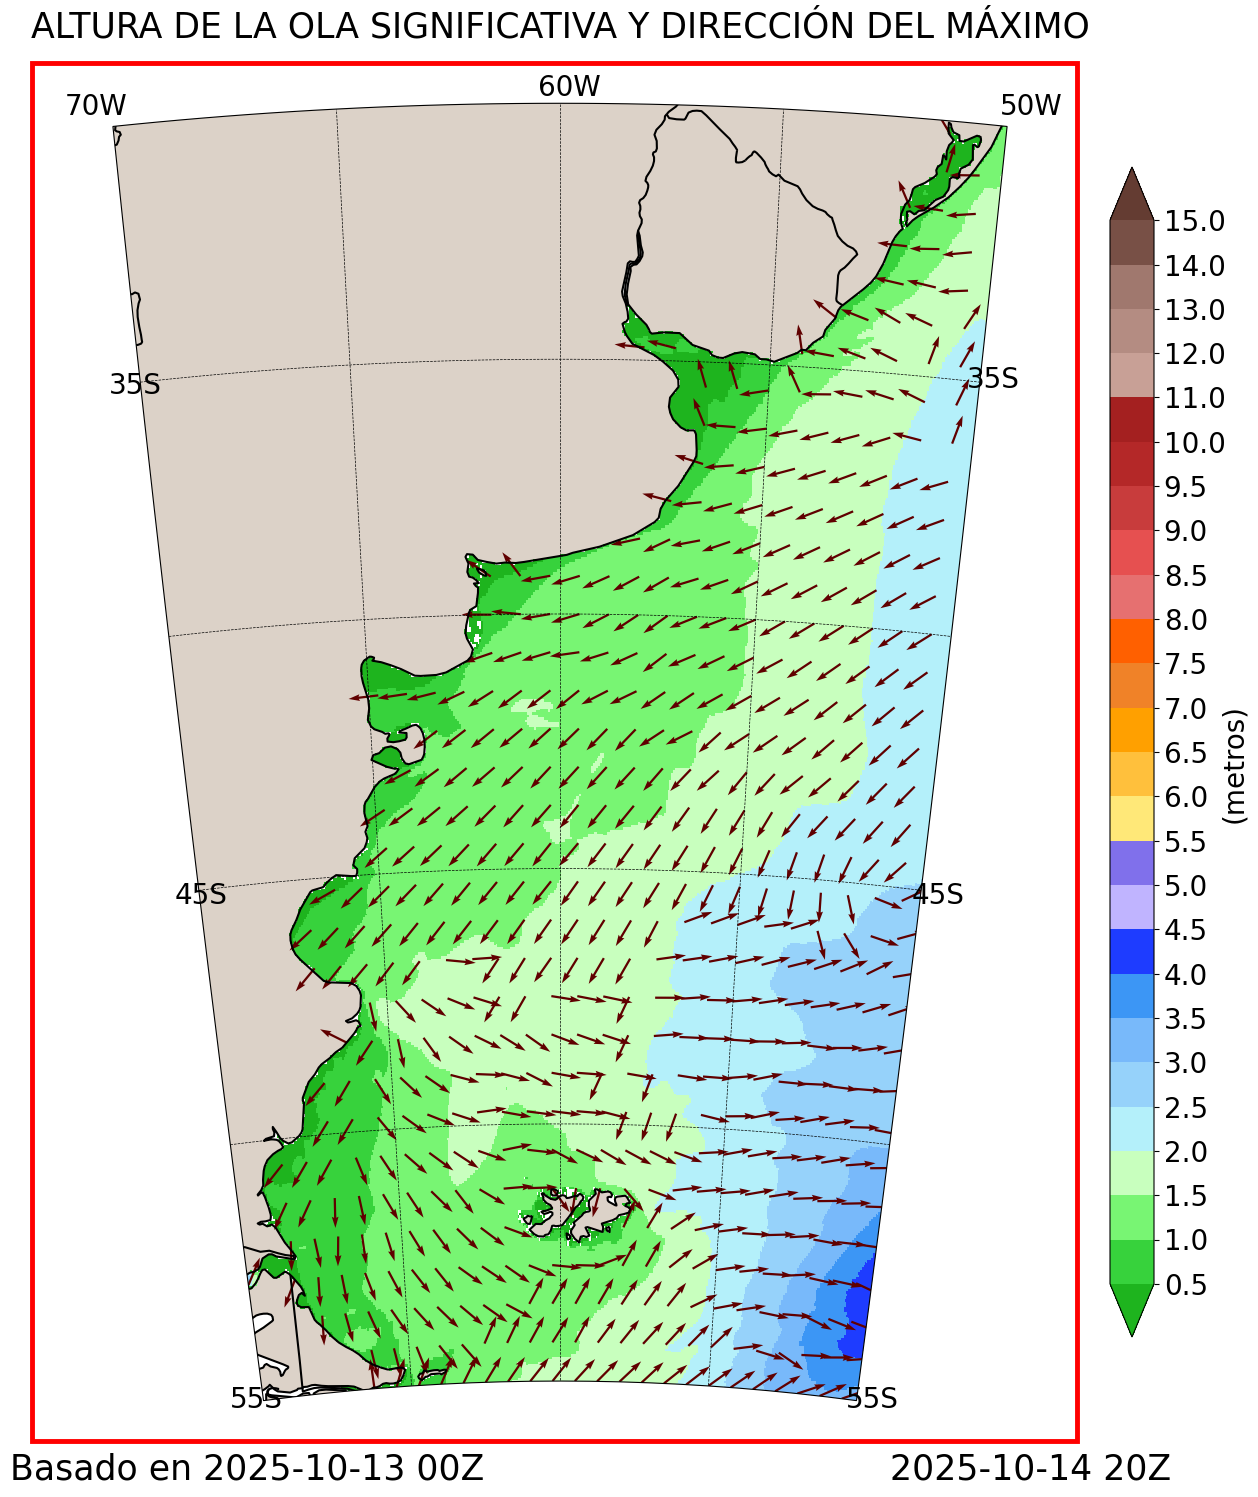 ALTURA DE LA OLA SIGNIFICATIVA Y DIRECCIÓN DEL MÁXIMO
70W
60W
50W
35S
35S
45S
45S
55S
55S
15.0
14.0
13.0
12.0
11.0
10.0
9.5
9.0
8.5
8.0
7.5
7.0
6.5
6.0
5.5
5.0
4.5
4.0
3.5
3.0
2.5
2.0
1.5
1.0
0.5
(metros)
Basado en 2025-10-13 00Z
2025-10-14 20Z